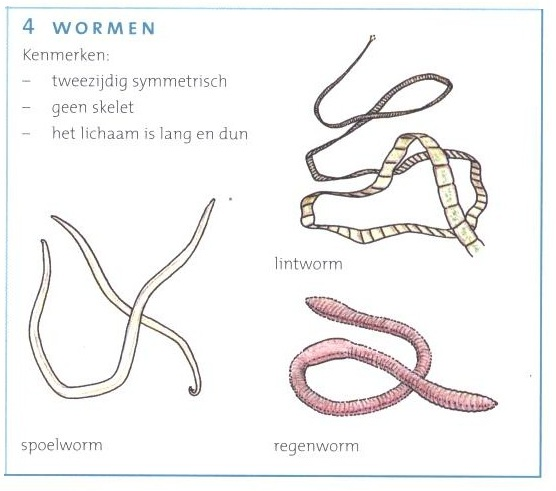 4 WORMEN
Kenmerken:
– tweezijdig symmetrisch
– geen skelet
– het lichaam is lang en dun
lintworm
spoelworm
regenworm